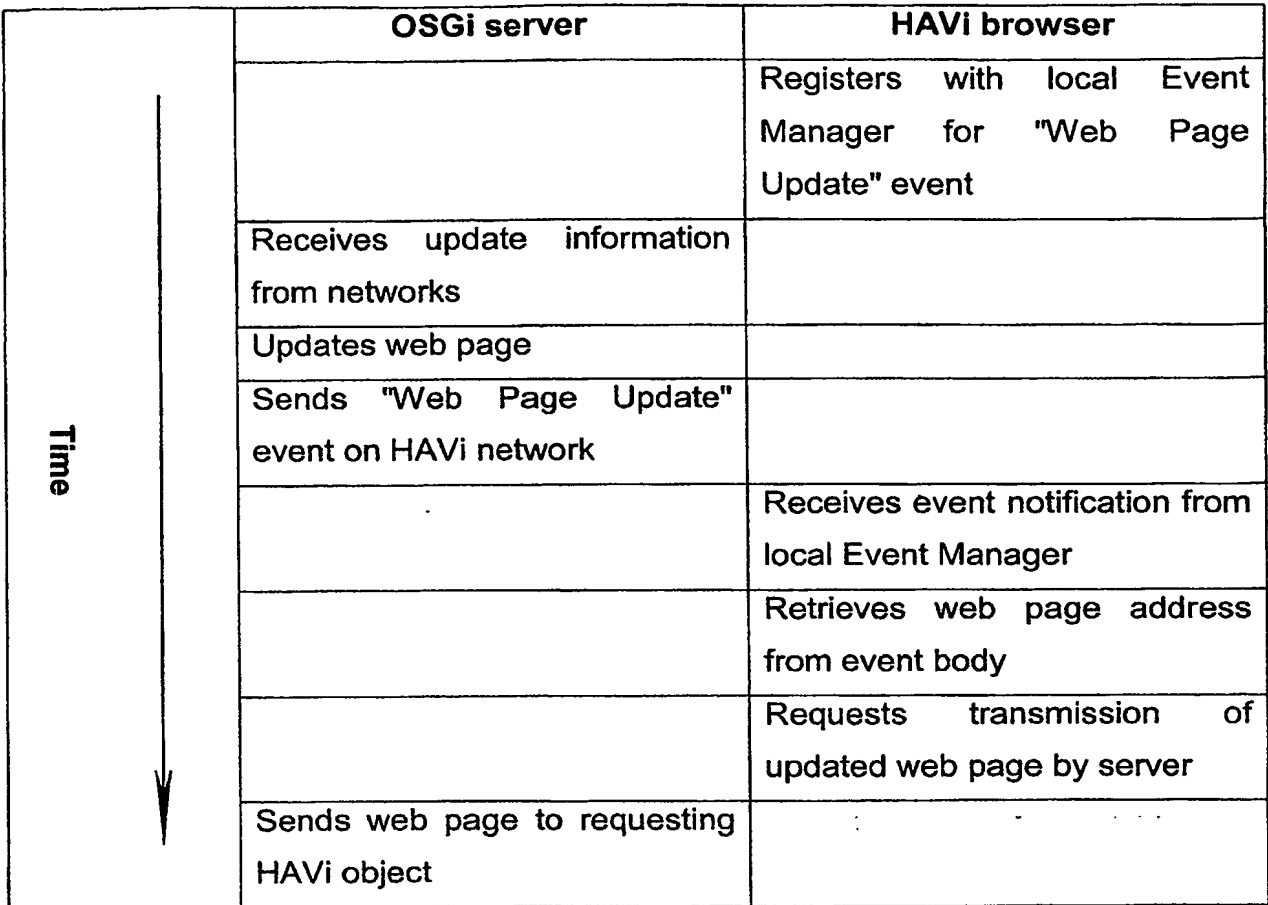 OSGi server
HAVi browser
Registers with local Event
Manager for "Web Page
Update" event
Receives update information
from networks
Updates web page
Sends "Web Page Update"
event on HAVi network
Time
Receives event notification from
local Event Manager
Retrieves web page address
from event body
Requests transmission of
updated web page by server
Sends web page to requesting
HAVi object